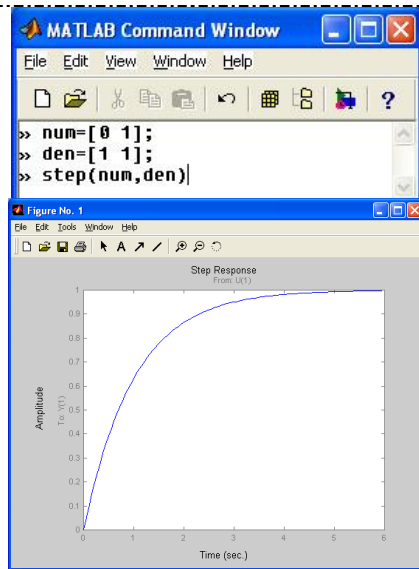 MATLAB Command Window
File Edit View Window Help
?
» num=[0 1];
» den=[1 1];
» step(num,den)
Figure No. 1
File Edit Tools Window Help
A
Step Response
From: U(1)
1
0.9
0.8
0.7
0.6
0.5
0.4
0.3
0.2
0.1
0
Amplitude
To: Y(1)
0 1 2 3 4 5 6
Time (sec.)